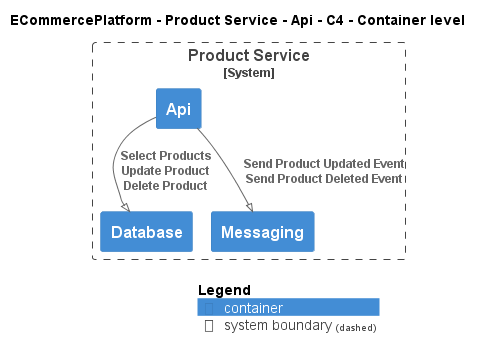 ECommercePlatform - Product Service - Api - C4 - Container level
Product Service
[System]
Api
Select Products
Update Product
Delete Product
Send Product Updated Event
Send Product Deleted Event
Database
Messaging
Legend
container
system boundary (dashed)